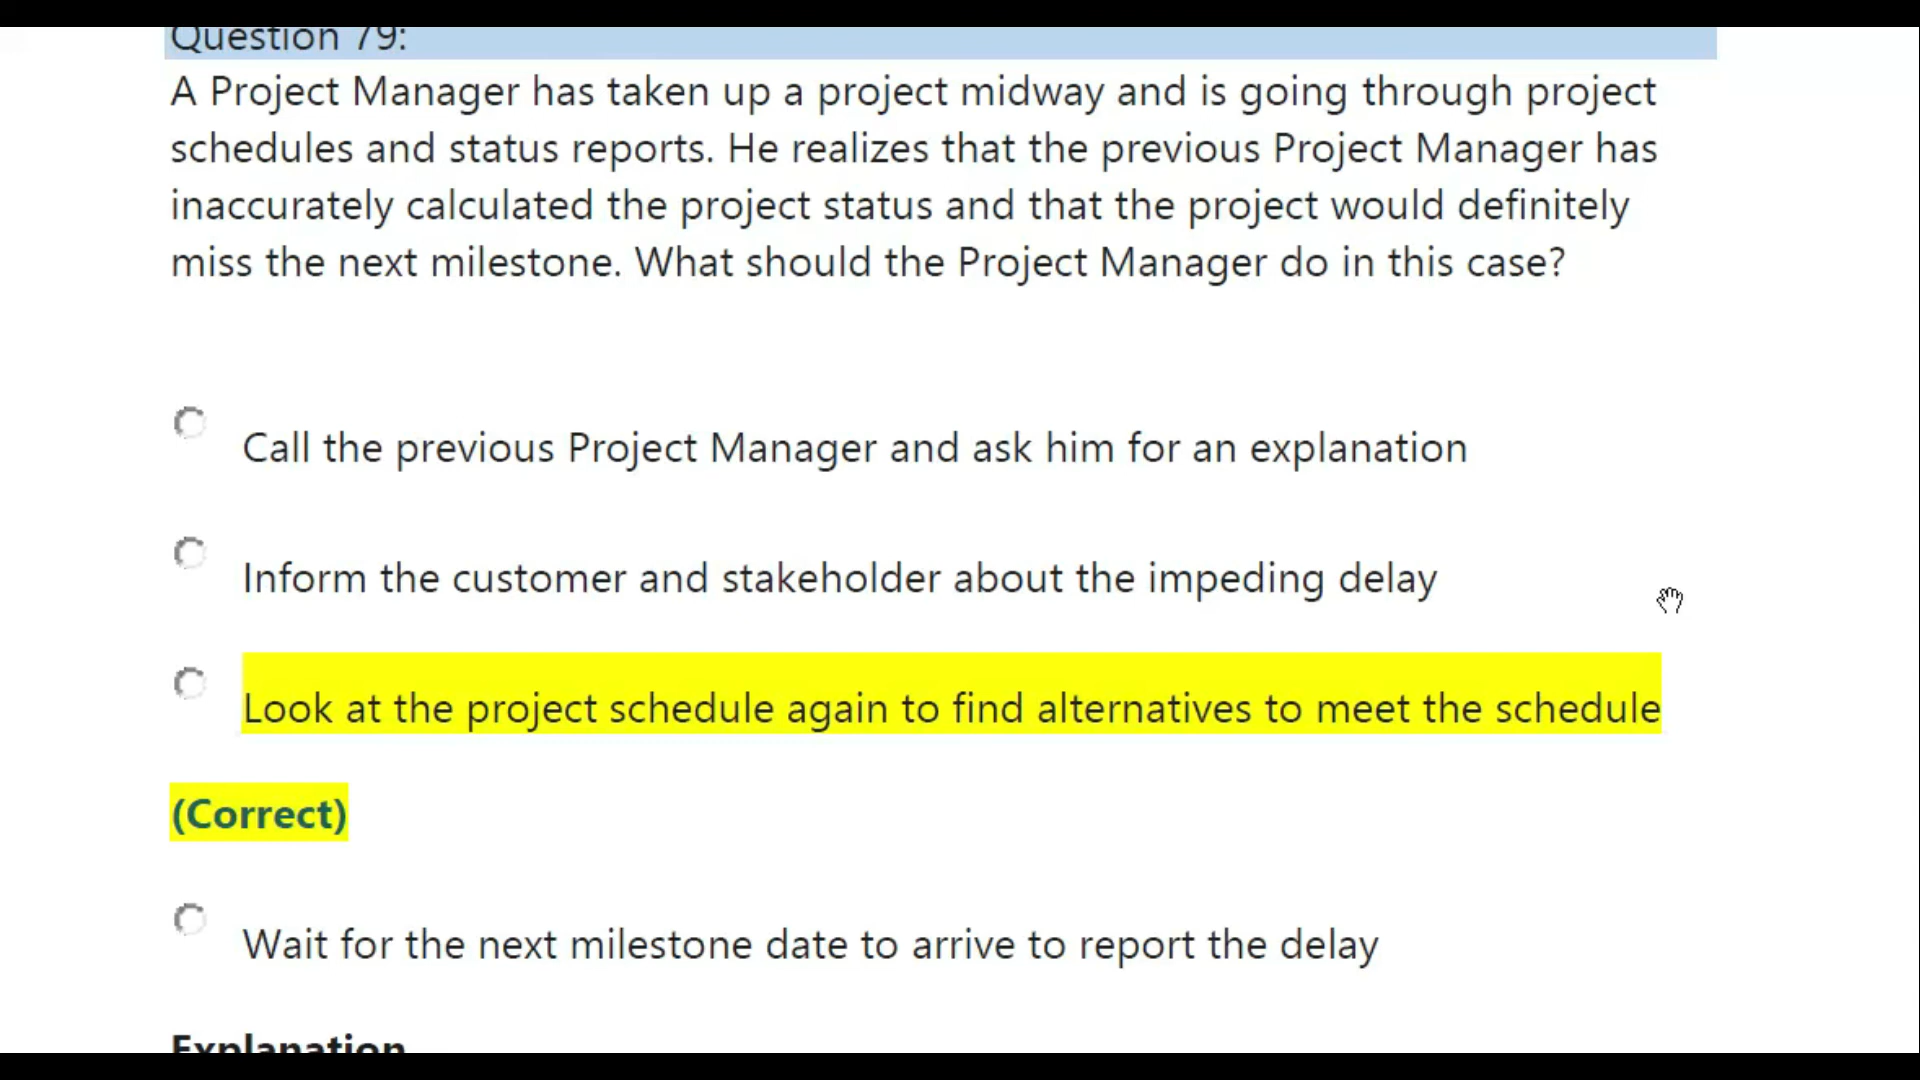 Question 79:
A Project Manager has taken up a project midway and is going through project
schedules and status reports. He realizes that the previous Project Manager has
inaccurately calculated the project status and that the project would definitely
miss the next milestone. What should the Project Manager do in this case?
Call the previous Project Manager and ask him for an explanation
Inform the customer and stakeholder about the impeding delay
Look at the project schedule again to find alternatives to meet the schedule
(Correct)
Wait for the next milestone date to arrive to report the delay
Explanation